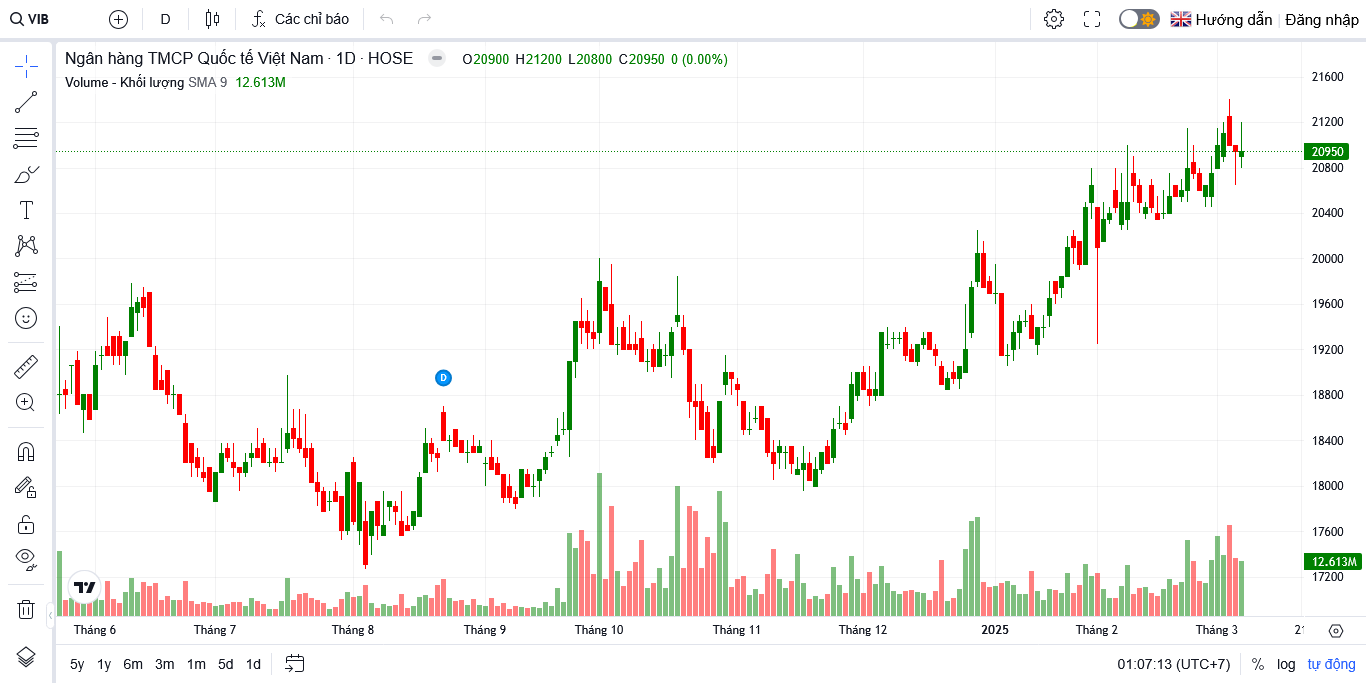 VIB D Các chỉ báo Hướng dẫn Đăng nhập
Ngân hàng TMCP Quốc tế Việt Nam · 1D · HOSE O20900 H21200 L20800 C20950 0 (0.00%)
Volume - Khối lượng SMA 9 12.613M
21600
21200
20950
20800
20400
20000
19600
19200
18800
D
18400
18000
17600
12.613M
17200
Tháng 6 Tháng 7 Tháng 8 Tháng 9 Tháng 10 Tháng 11 Tháng 12 2025 Tháng 2 Tháng 3 21
5y 1y 6m 3m 1m 5d 1d 01:07:13 (UTC+7) % log tự động